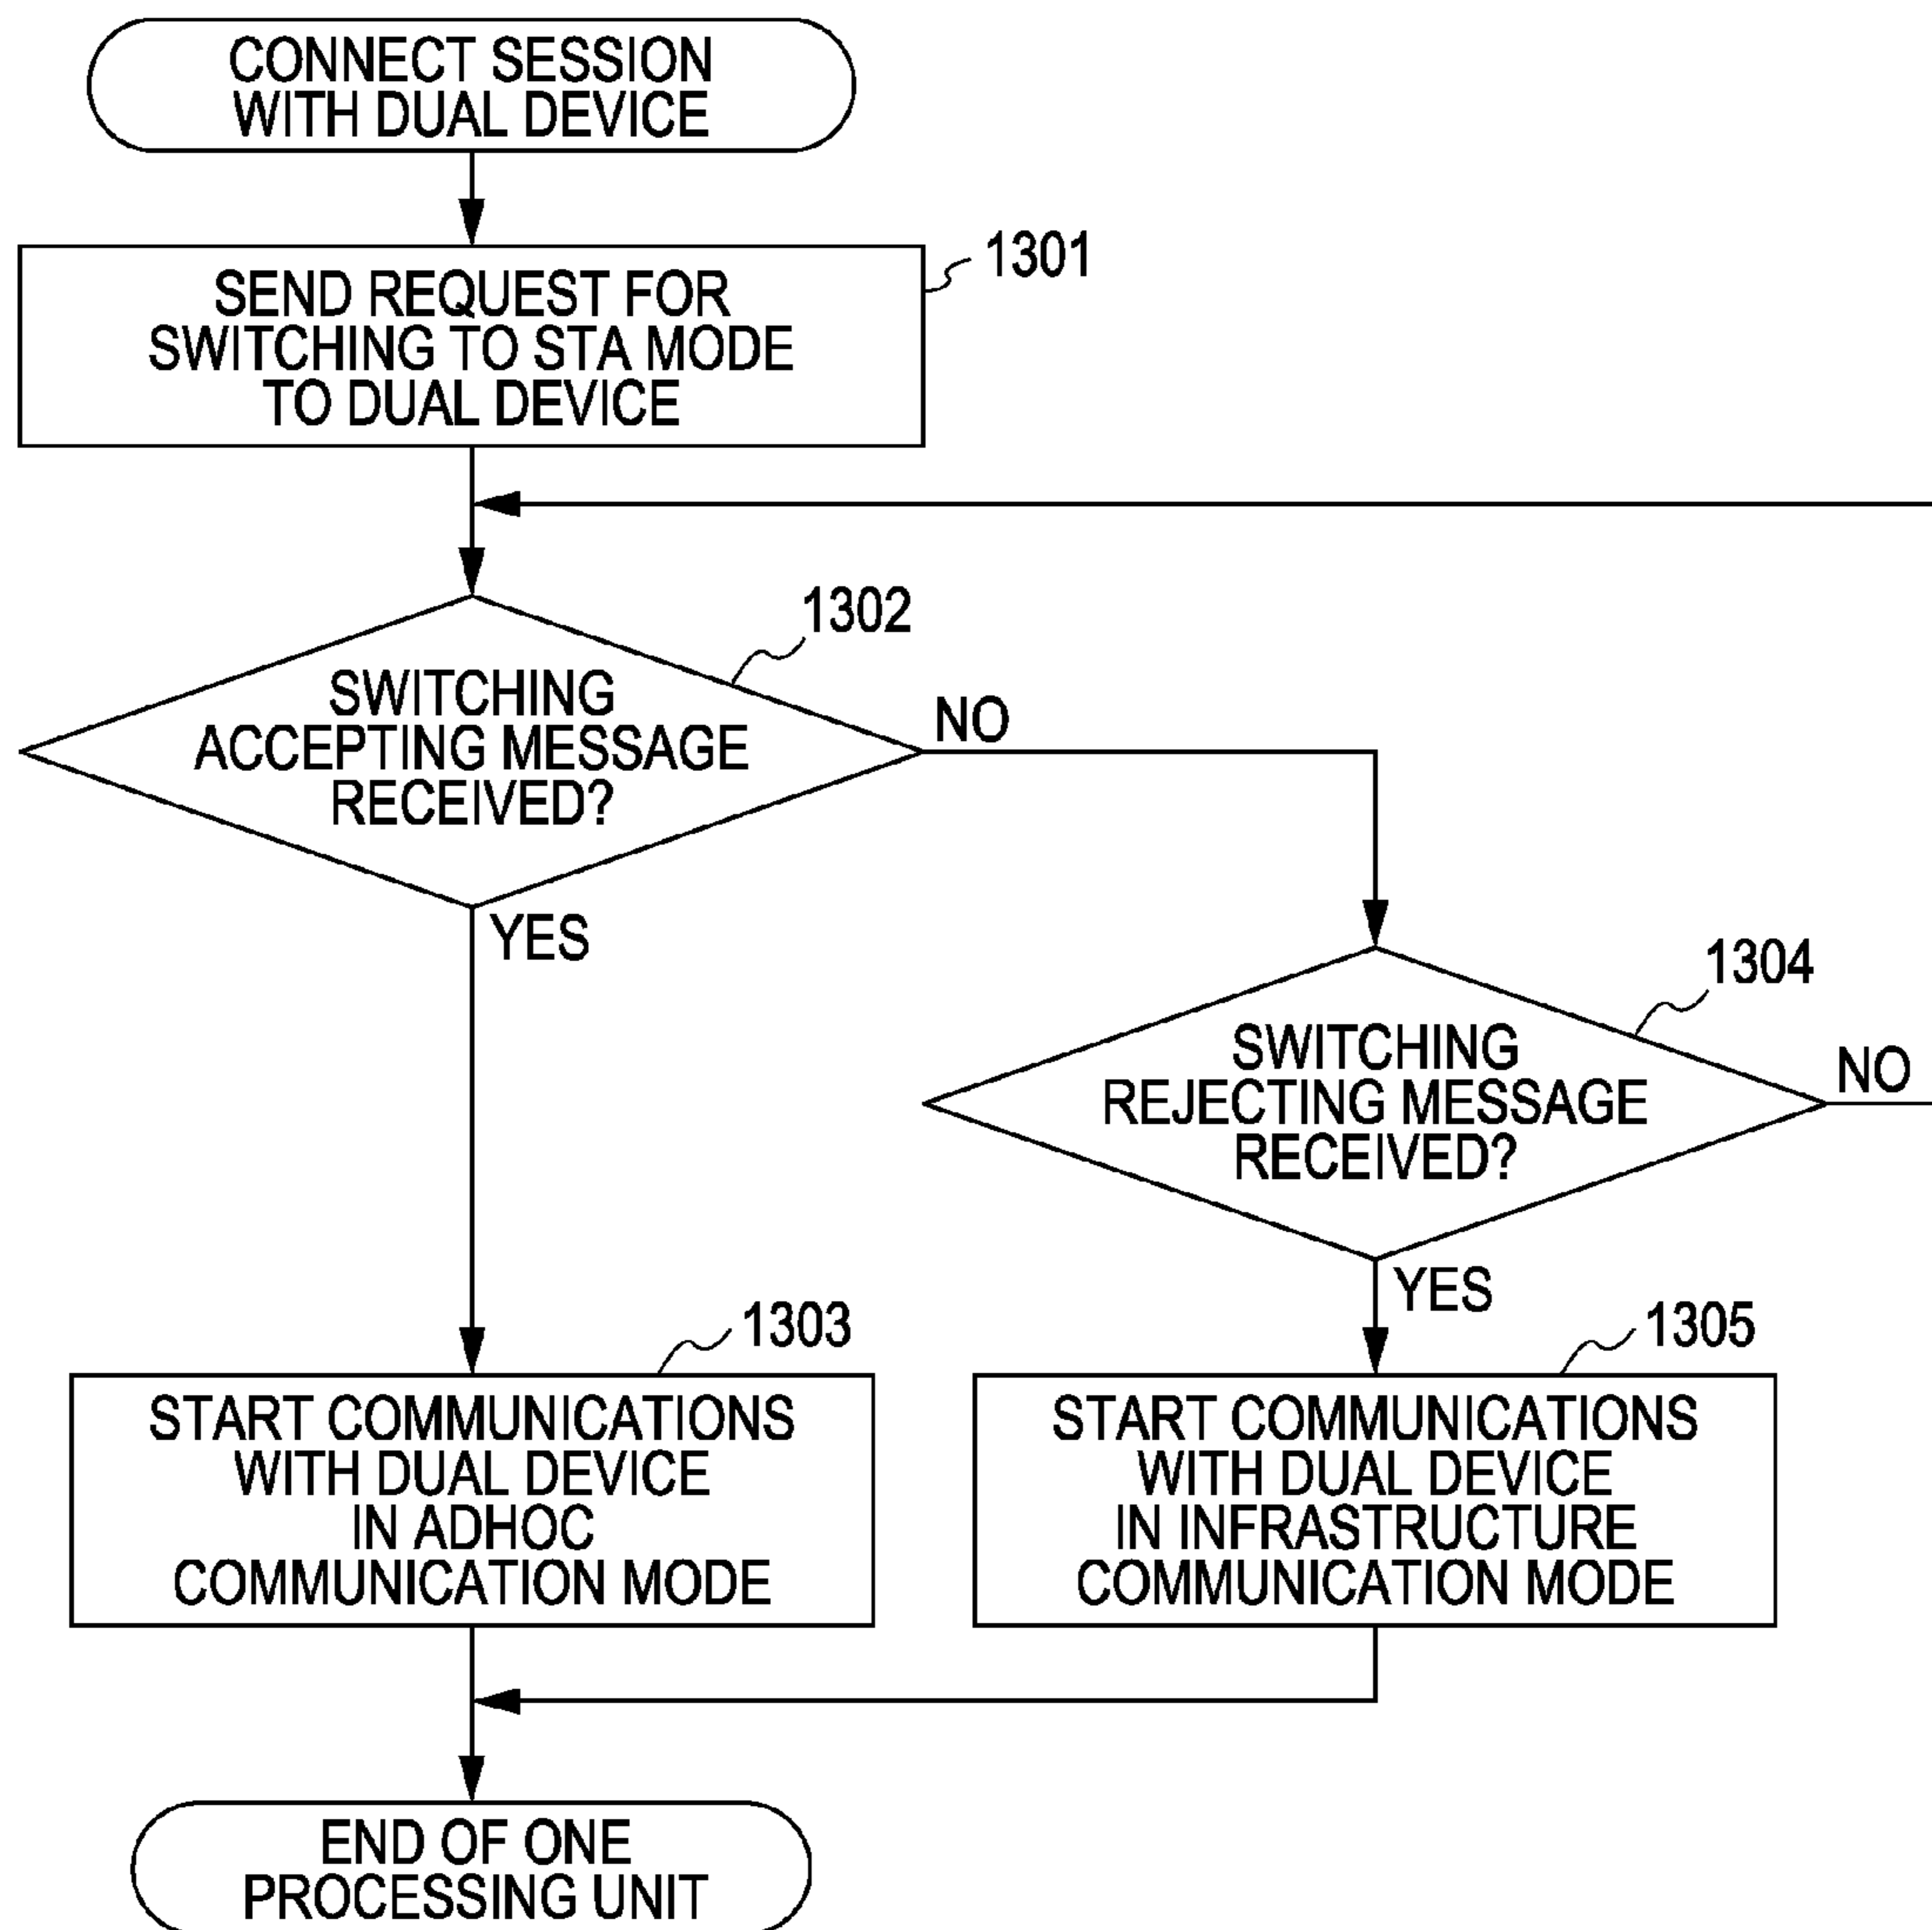 CONNECT SESSION
WITH DUAL DEVICE
1301
SEND REQUEST FOR
SWITCHING TO STA MODE
TO DUAL DEVICE
1302
SWITCHING
ACCEPTING MESSAGE
RECEIVED?
NO
YES
1304
SWITCHING
REJECTING MESSAGE
RECEIVED?
NO
YES
1303
START COMMUNICATIONS
WITH DUAL DEVICE
IN ADHOC
COMMUNICATION MODE
1305
START COMMUNICATIONS
WITH DUAL DEVICE
IN INFRASTRUCTURE
COMMUNICATION MODE
END OF ONE
PROCESSING UNIT